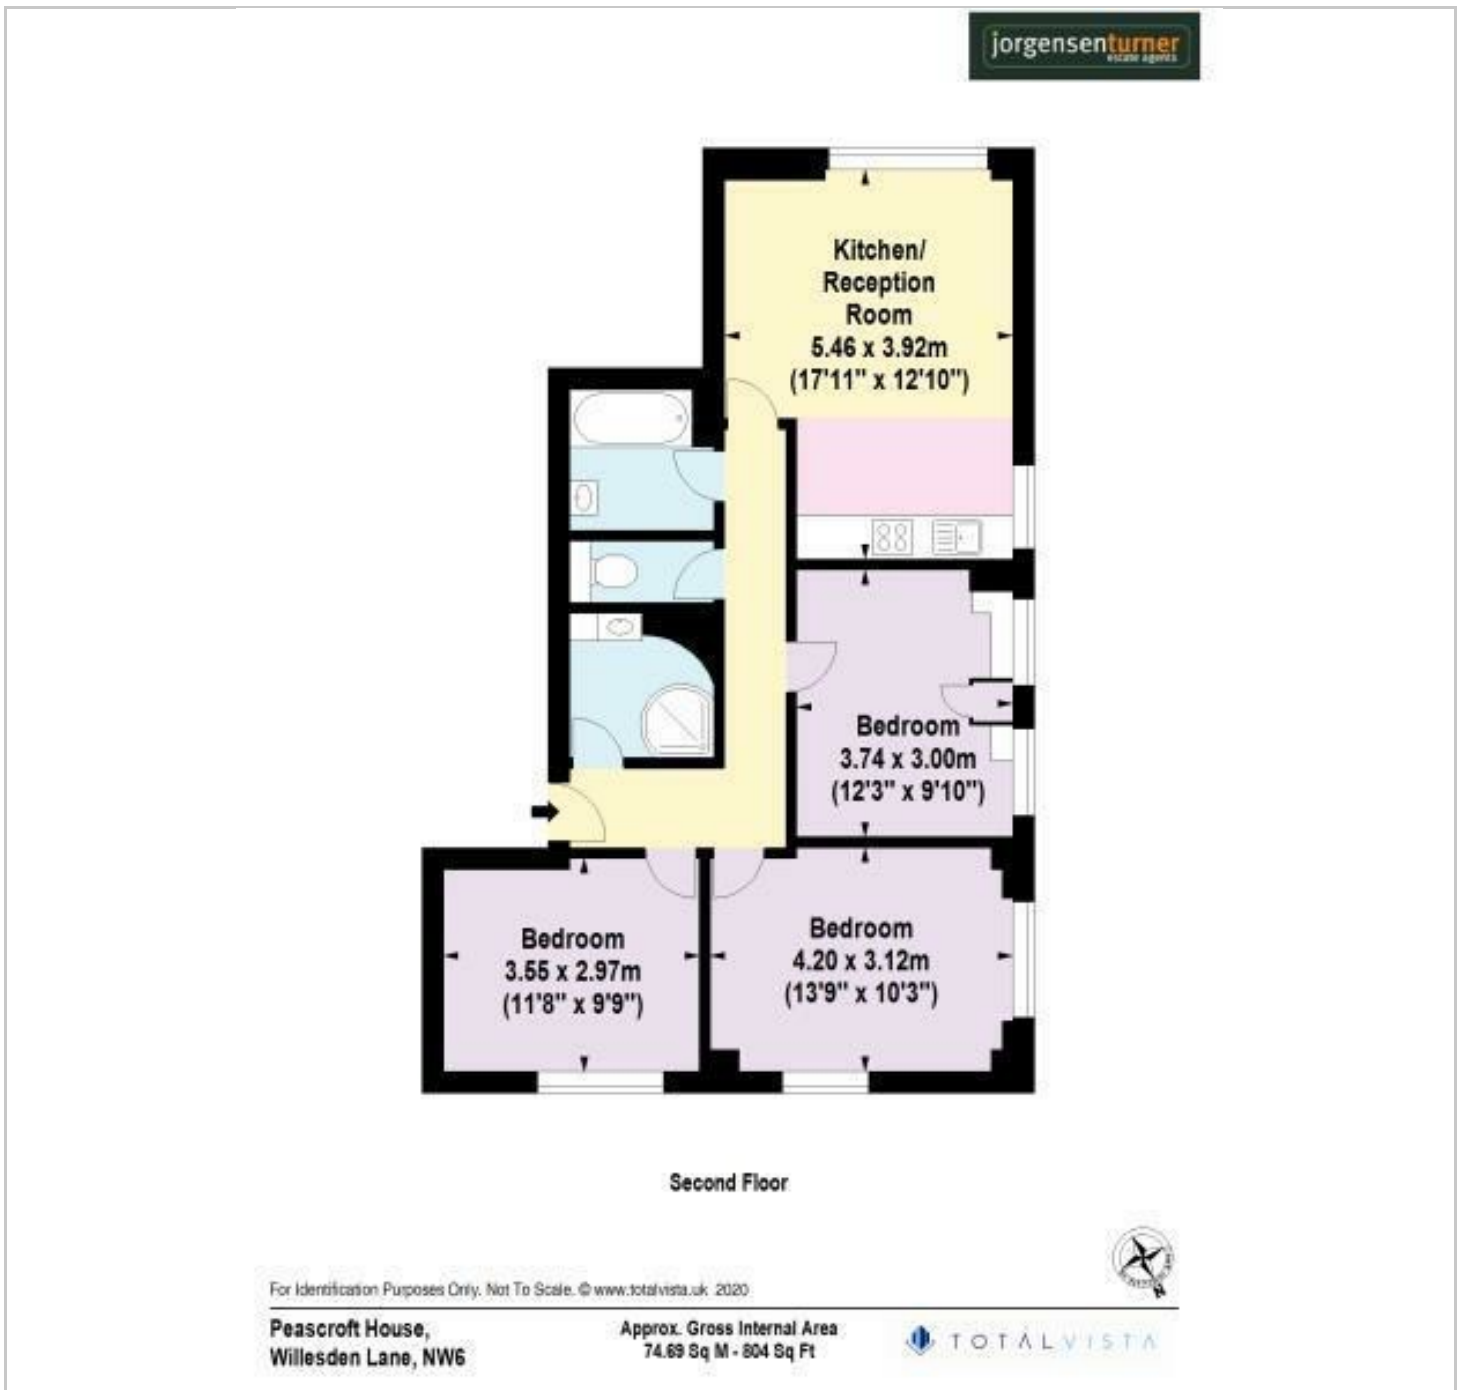 jorgensenturner
estate agents
Kitchen/
Reception
Room
5.46 x 3.92m
(17'11" x 12'10")
Bedroom
3.74 x 3.00m
(12'3" x 9'10")
Bedroom
3.55 x 2.97m
(11'8" x 9'9")
Bedroom
4.20 x 3.12m
(13'9" x 10'3")
Second Floor
N
For Identification Purposes Only. Not To Scale. © www.totalvista.uk 2020
Peascroft House,
Willesden Lane, NW6
Approx. Gross Internal Area
74.69 Sq M - 804 Sq Ft
TOTALVISTA